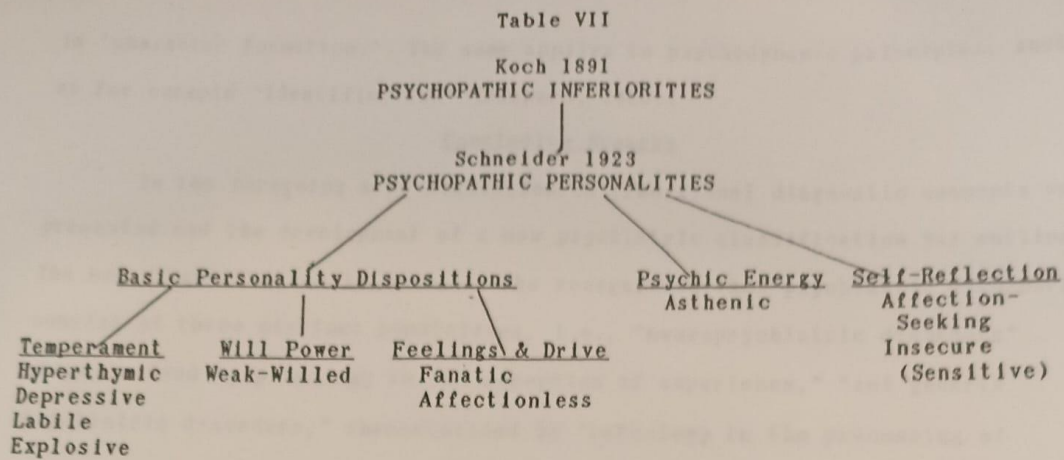 Table VII
Koch 1891
PSYCHOPATHIC INFERIORITIES
Schneider 1923
PSYCHOPATHIC PERSONALITIES
Basic Personality Dispositions
Temperament
Hyperthymic
Depressive
Labile
Explosive
Will Power
Weak-Willed
Feelings & Drive
Fanatic
Affectionless
Psychic Energy
Asthenic
Self-Reflection
Affection-
Seeking
Insecure
(Sensitive)